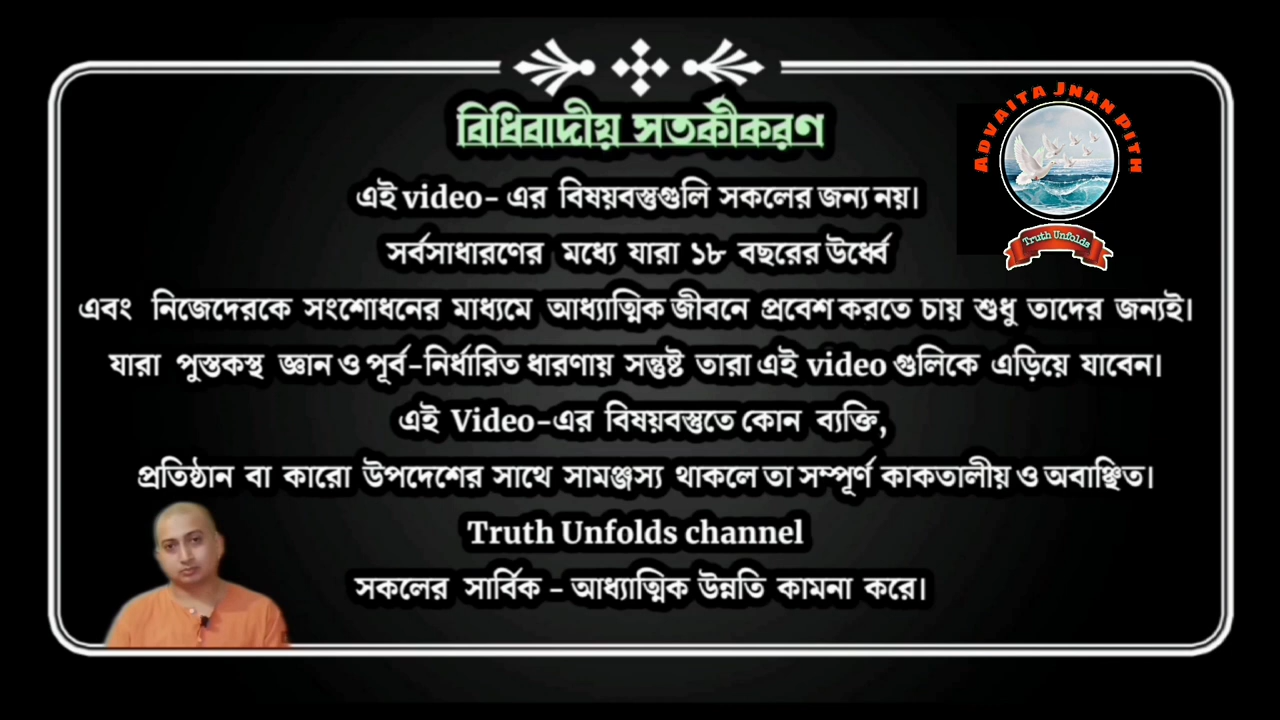 বিধিবাদীয় সতর্কীকরণ
ADVAITA JNAN PITH
Truth Unfolds
এই video- এর বিষয়বস্তুগুলি সকলের জন্য নয়।
সর্বসাধারণের মধ্যে যারা ১৮ বছরের উর্ধ্বে
এবং নিজেদেরকে সংশোধনের মাধ্যমে আধ্যাত্মিক জীবনে প্রবেশ করতে চায় শুধু তাদের জন্যই।
যারা পুস্তকস্থ জ্ঞান ও পূর্ব-নির্ধারিত ধারণায় সন্তুষ্ট তারা এই video গুলিকে এড়িয়ে যাবেন।
এই Video-এর বিষয়বস্তুতে কোন ব্যক্তি,
প্রতিষ্ঠান বা কারো উপদেশের সাথে সামঞ্জস্য থাকলে তা সম্পূর্ণ কাকতালীয় ও অবাঞ্ছিত।
Truth Unfolds channel
সকলের সার্বিক - আধ্যাত্মিক উন্নতি কামনা করে।